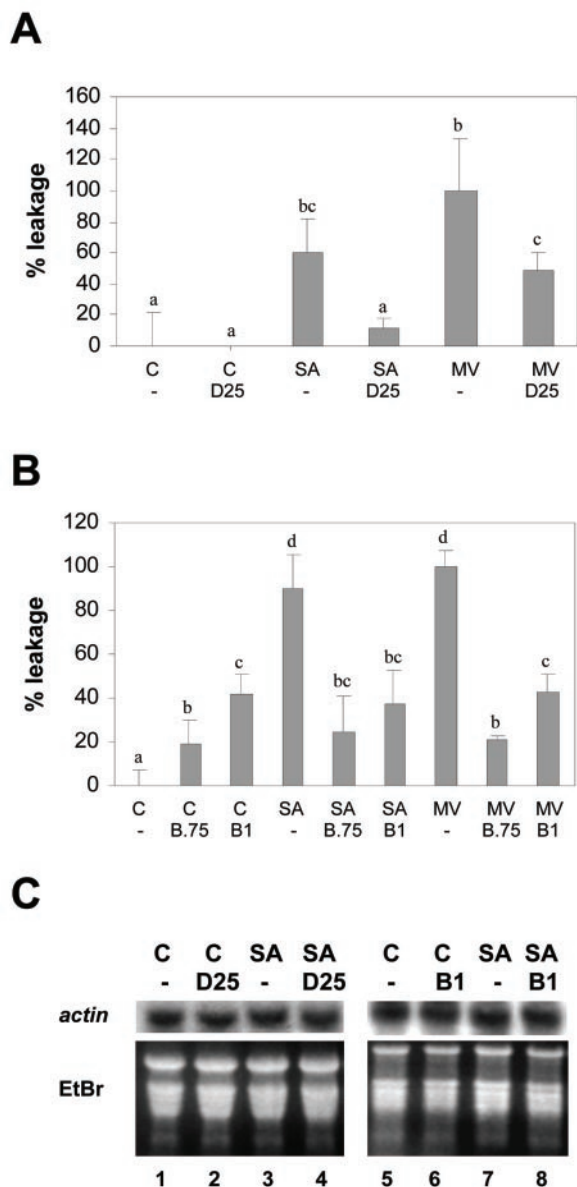 A
160
140
120
100
80
60
40
20
0
% leakage
a
a
bc
a
b
c
C C SA SA MV MV
- D25 - D25 - D25
B
120
100
80
60
40
20
0
% leakage
a
b
c
d
bc
bc
d
b
c
C C C SA SA SA MV MV MV
- B.75 B1 - B.75 B1 - B.75 B1
C
C C SA SA C C SA SA
- D25 - D25 - B1 - B1
actin
EtBr
1 2 3 4 5 6 7 8